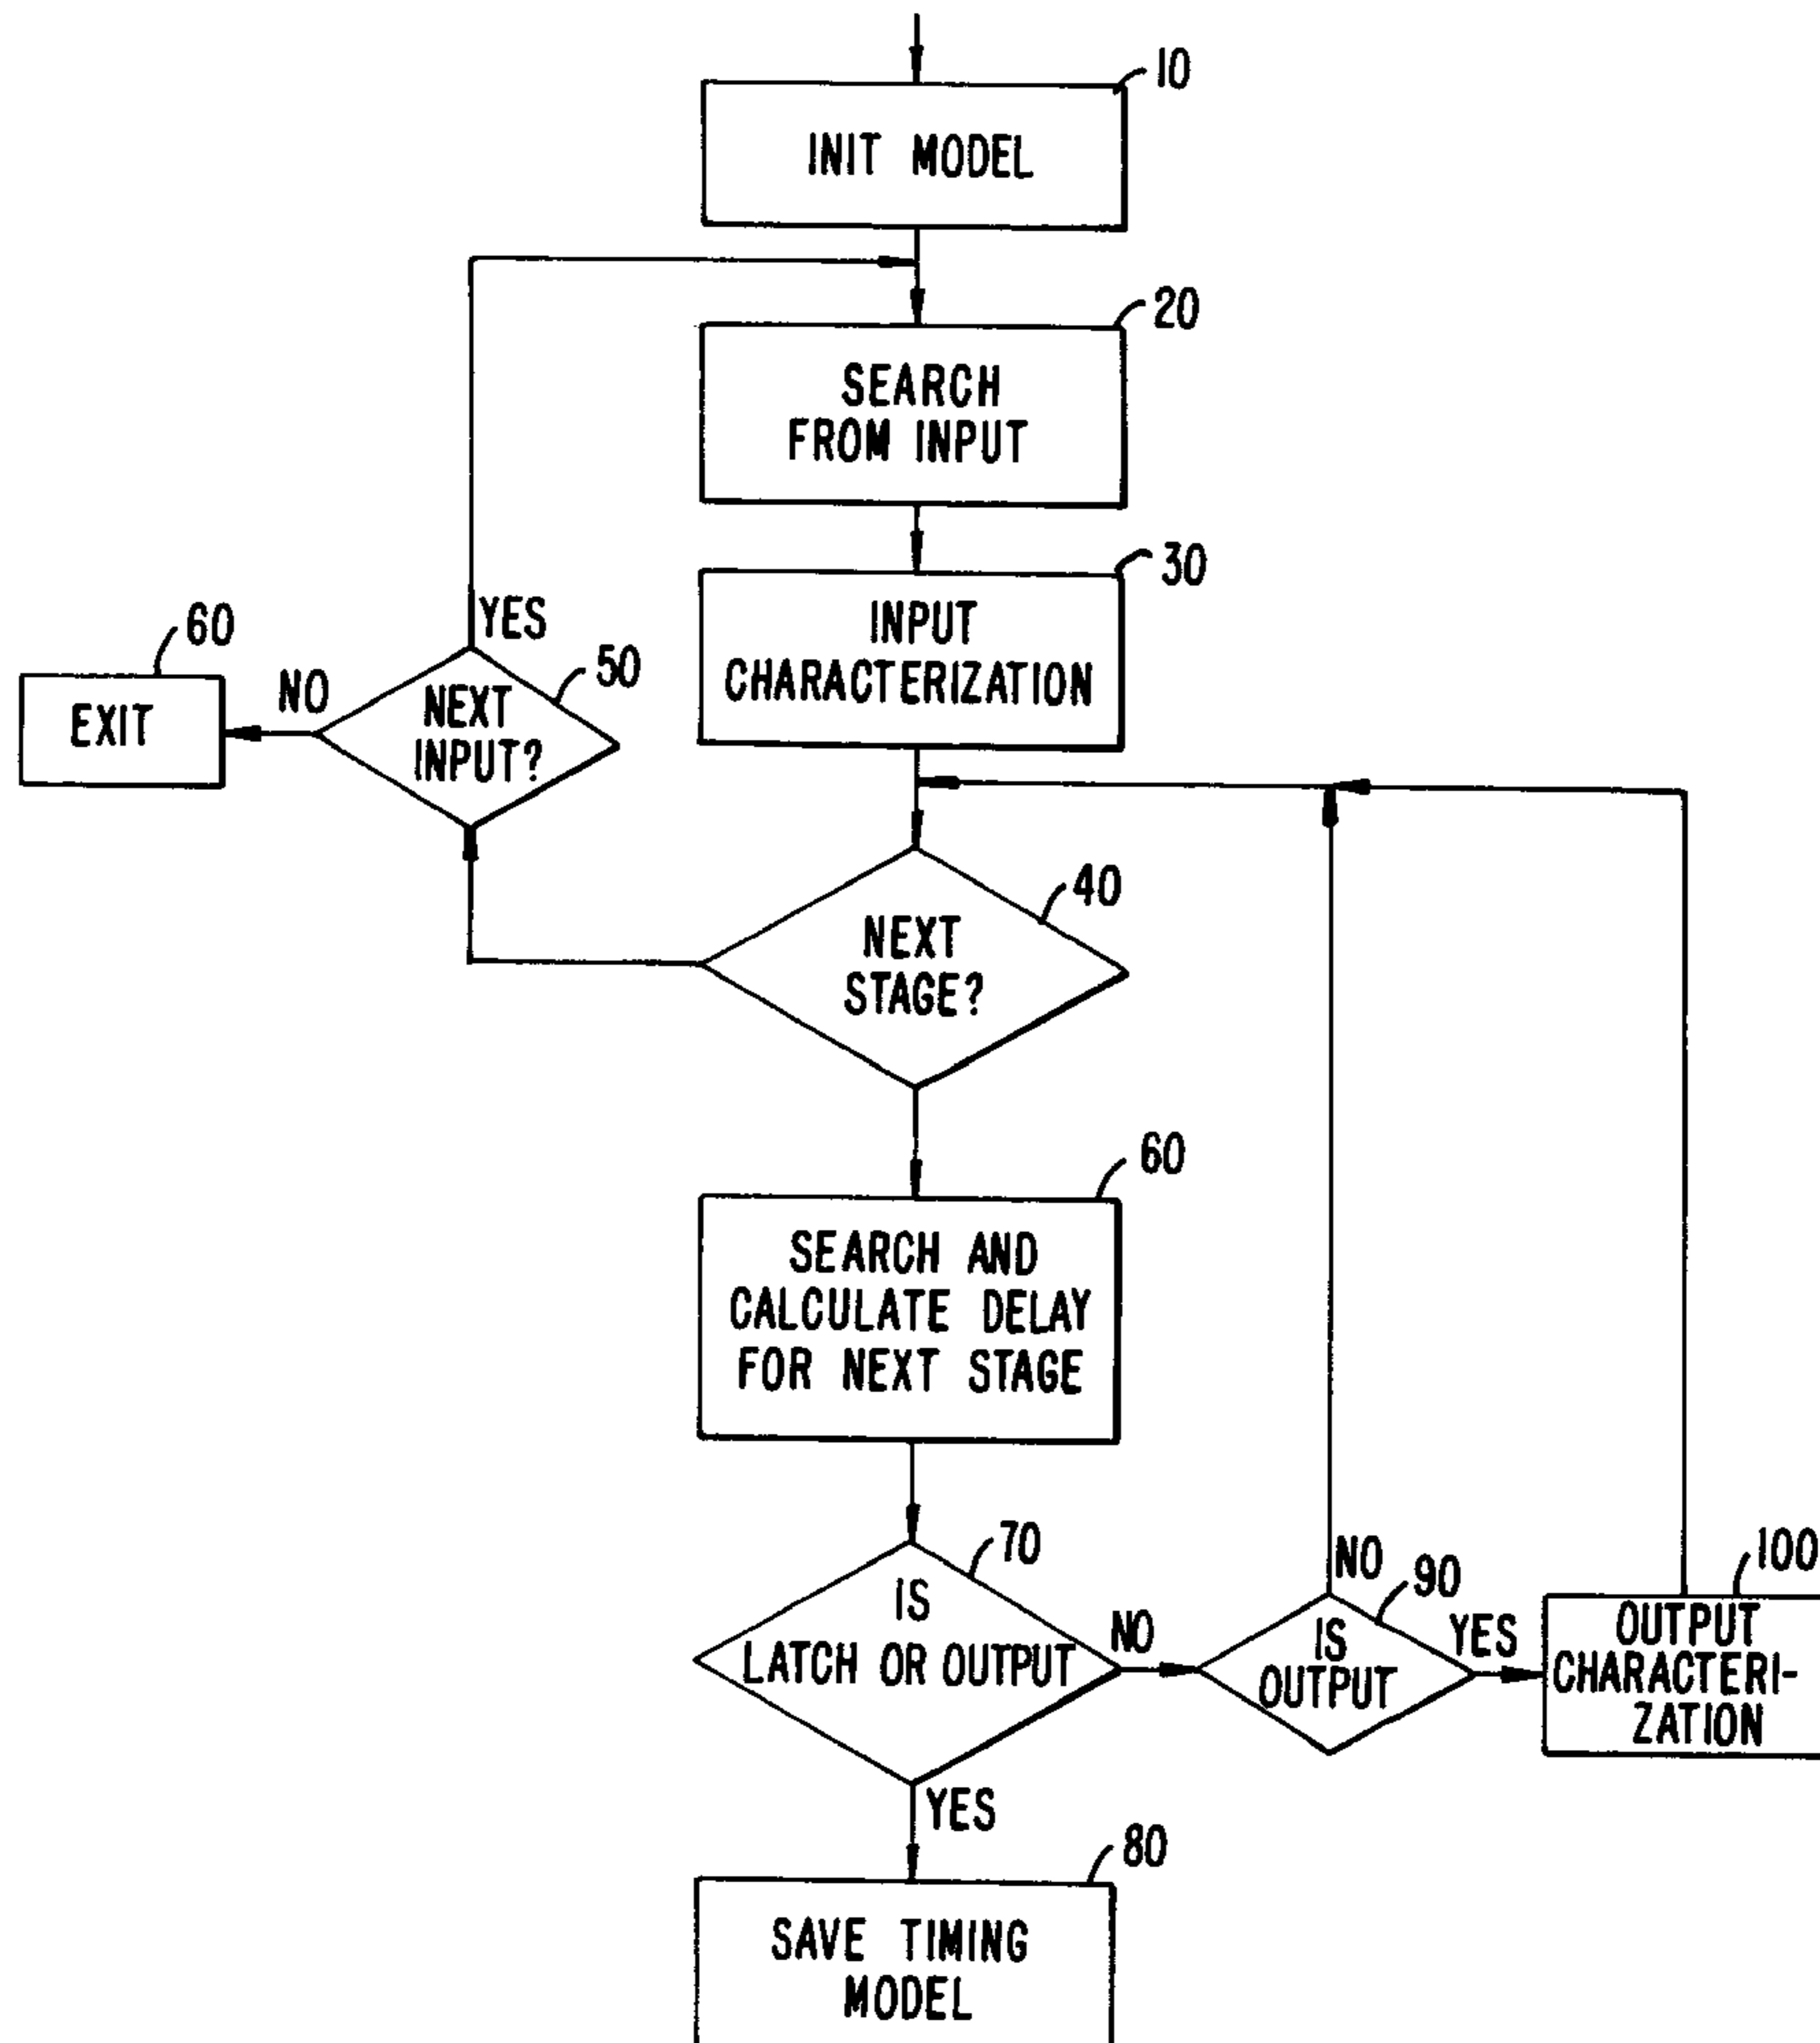 10
INIT MODEL
20
SEARCH
FROM INPUT
30
INPUT
CHARACTERIZATION
YES
60
EXIT
NO
50
NEXT
INPUT?
40
NEXT
STAGE?
60
SEARCH AND
CALCULATE DELAY
FOR NEXT STAGE
70
IS
LATCH OR OUTPUT
NO
NO
90
IS
OUTPUT
YES
100
OUTPUT
CHARACTERI-
ZATION
YES
80
SAVE TIMING
MODEL